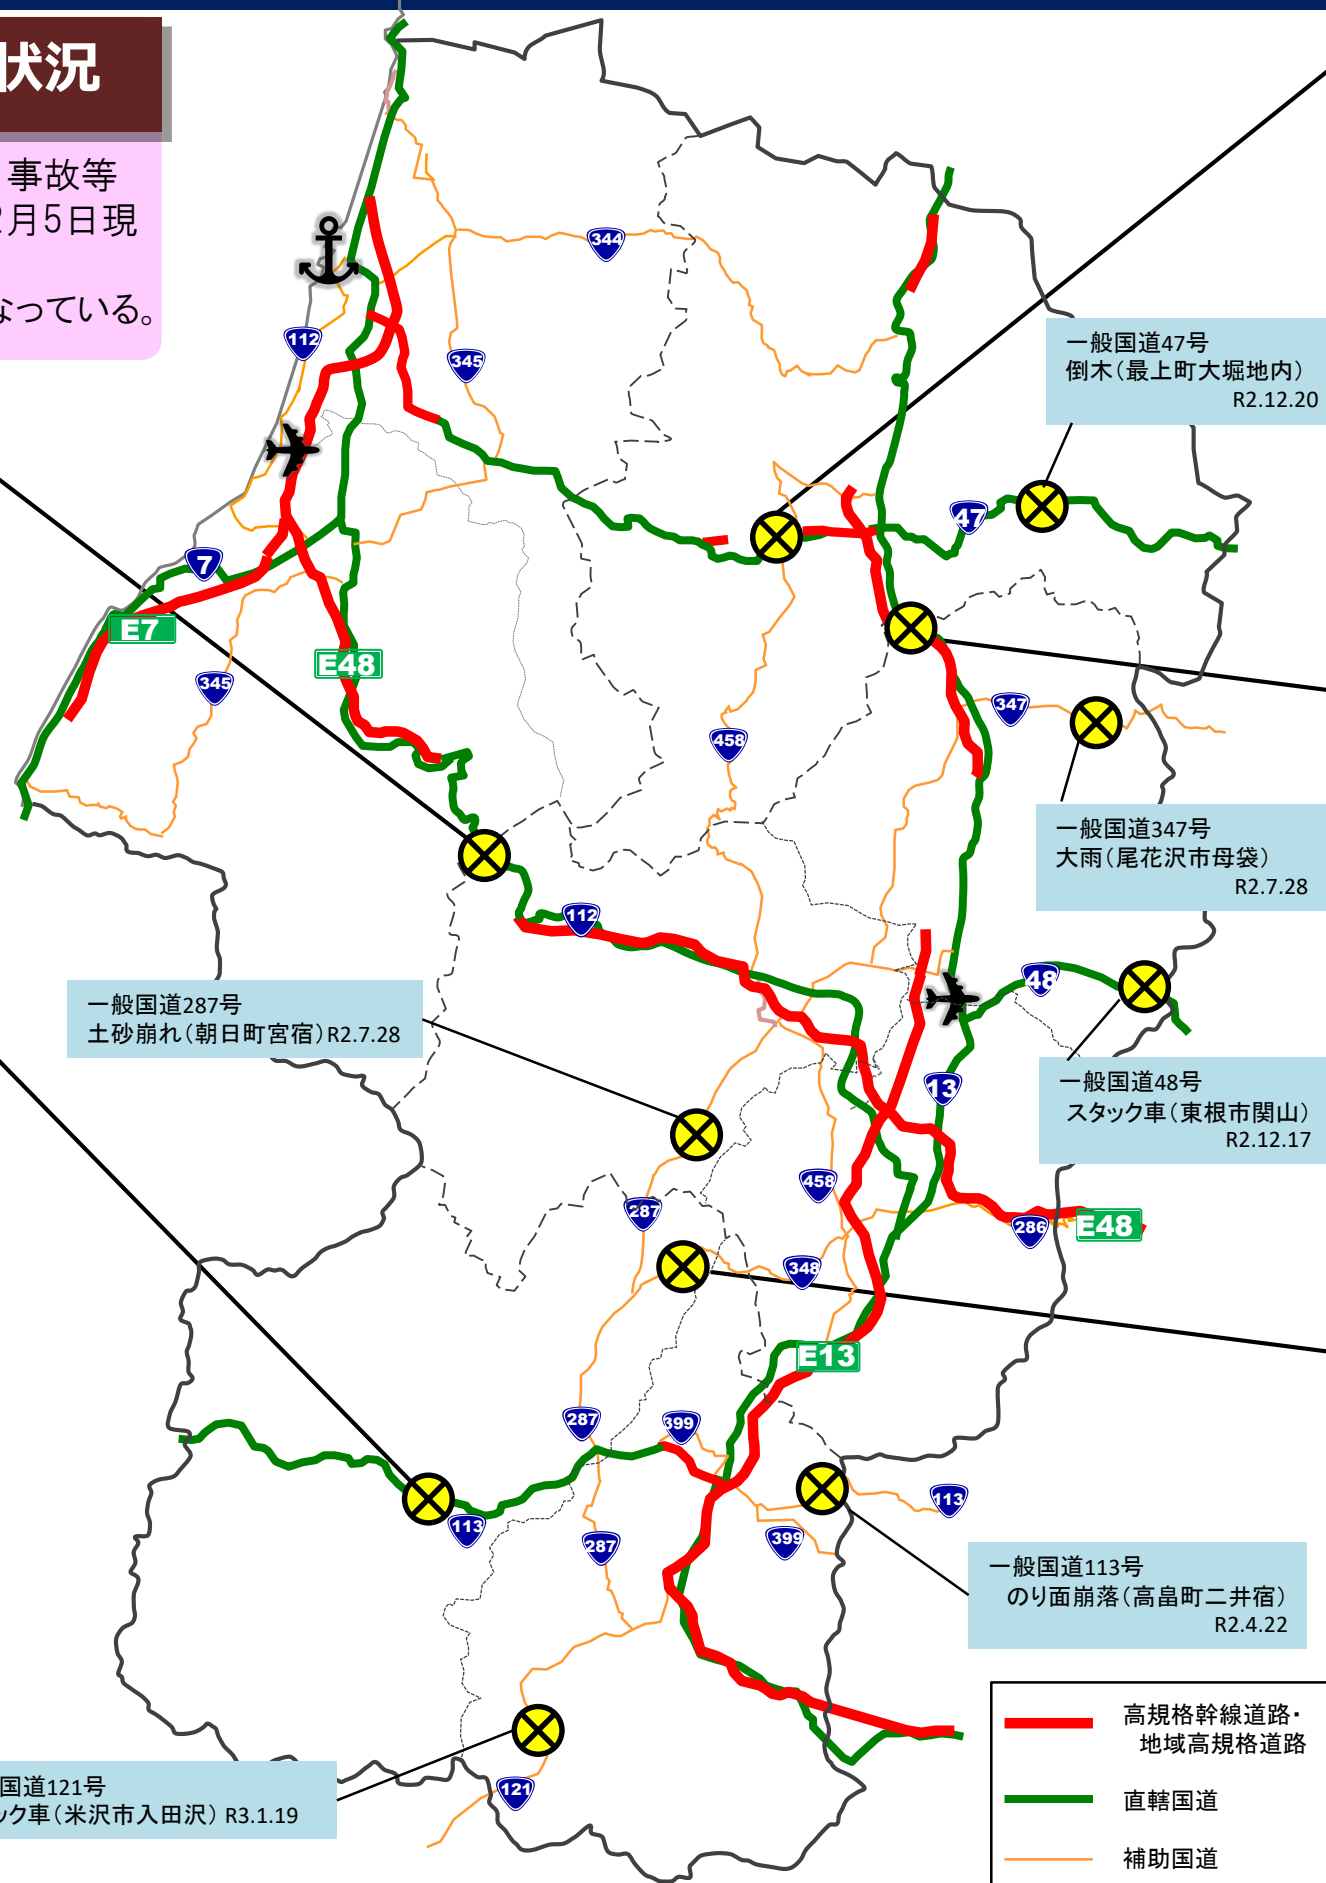 状況
事故等
2月5日現
なっている。
344
112
345
一般国道47号
倒木（最上町大堀地内）
R2.12.20
47
7
E7
E48
345
347
458
一般国道347号
大雨（尾花沢市母袋）
R2.7.28
112
48
一般国道287号
土砂崩れ（朝日町宮宿）R2.7.28
13
一般国道48号
スタック車（東根市関山）
R2.12.17
458
287
286
E48
348
E13
287
399
113
113
287
399
一般国道113号
のり面崩落（高畠町二井宿）
R2.4.22
高規格幹線道路・
地域高規格道路
直轄国道
補助国道
国道121号
ック車（米沢市入田沢）R3.1.19
121